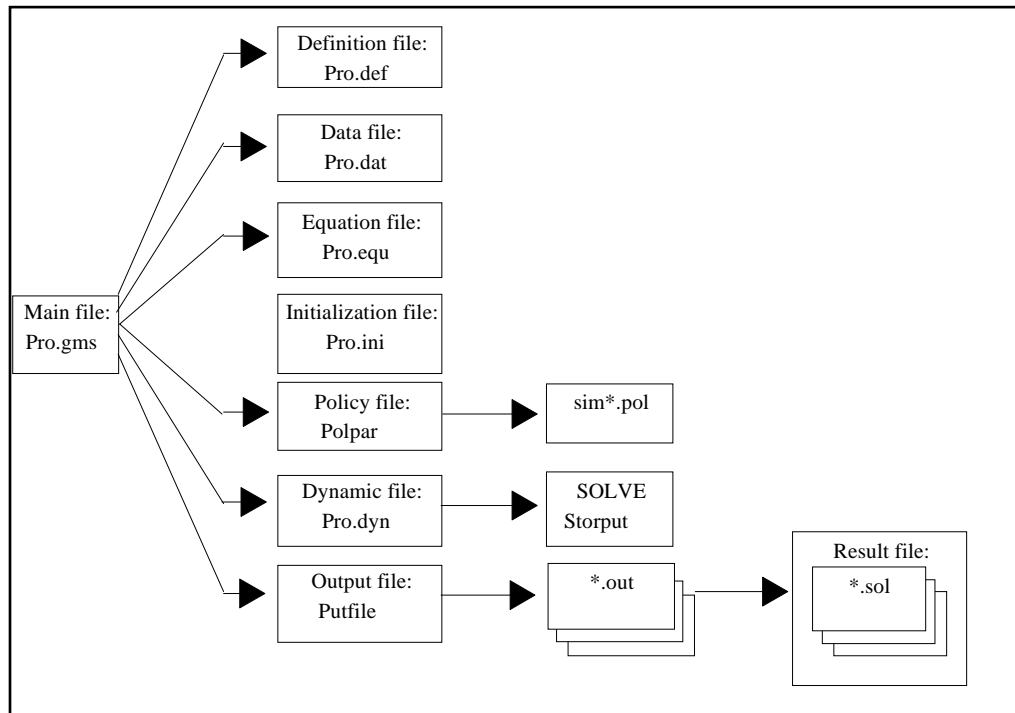 Definition file:
Pro.def
Data file:
Pro.dat
Equation file:
Pro.equ
Main file:
Pro.gms
Initialization file:
Pro.ini
Policy file:
Polpar
sim*.pol
Dynamic file:
Pro.dyn
SOLVE
Storput
Output file:
Putfile
*.out
Result file:
*.sol